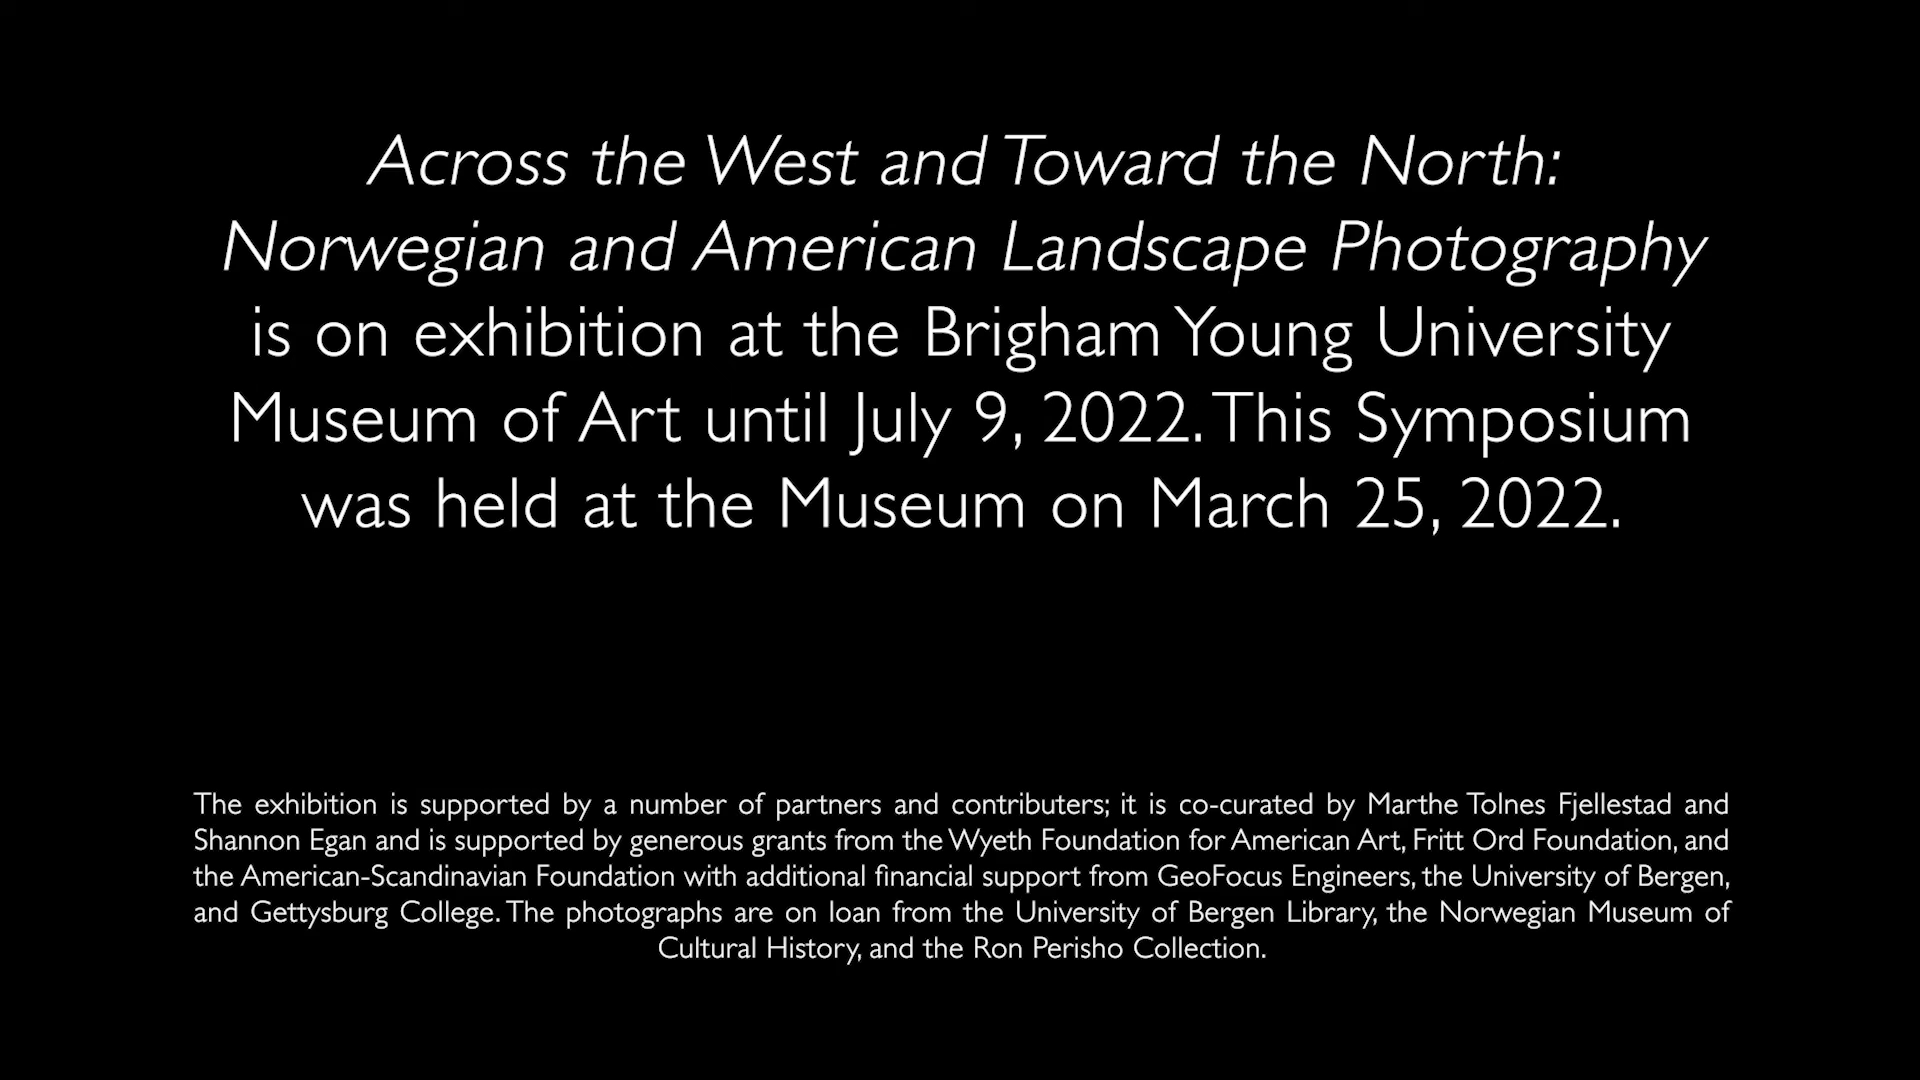 Across the West and Toward the North:
Norwegian and American Landscape Photography
is on exhibition at the Brigham Young University
Museum of Art until July 9, 2022. This Symposium
was held at the Museum on March 25, 2022.
The exhibition is supported by a number of partners and contributers; it is co-curated by Marthe Tolnes Fjellestad and
Shannon Egan and is supported by generous grants from the Wyeth Foundation for American Art, Fritt Ord Foundation, and
the American-Scandinavian Foundation with additional financial support from GeoFocus Engineers, the University of Bergen,
and Gettysburg College. The photographs are on loan from the University of Bergen Library, the Norwegian Museum of
Cultural History, and the Ron Perisho Collection.